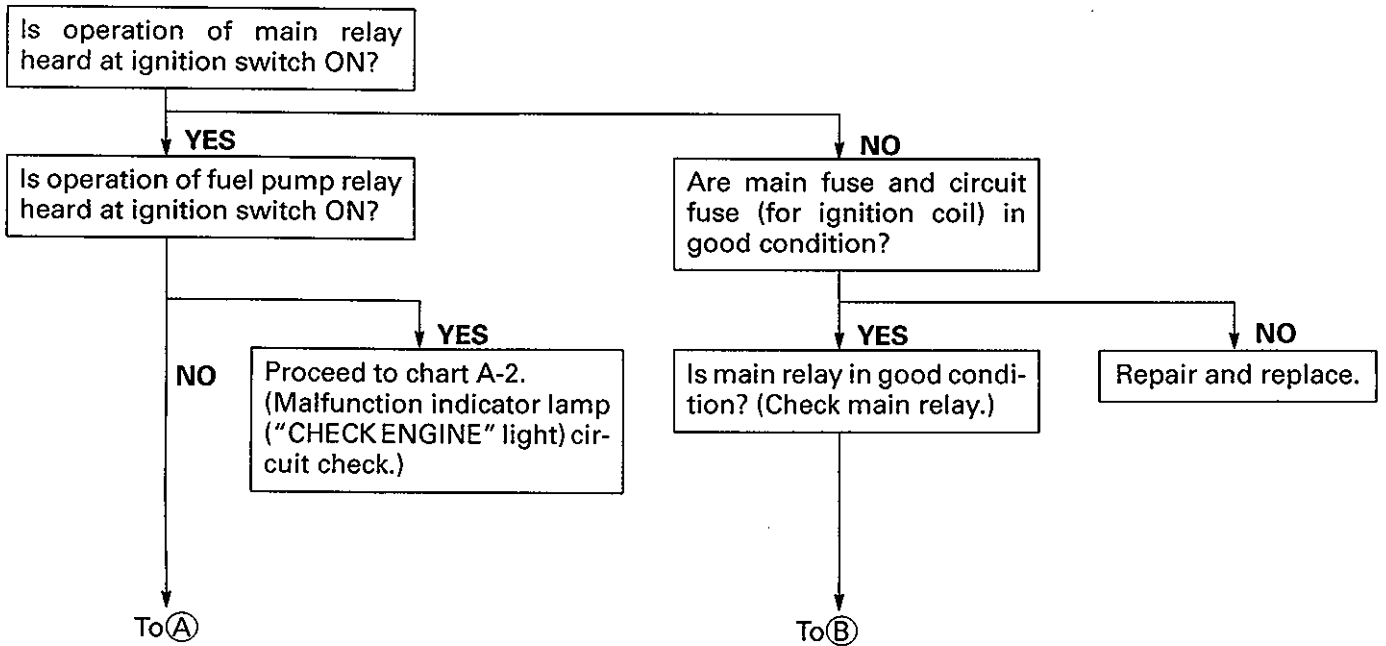 Is operation of main relay
heard at ignition switch ON?
YES
NO
Is operation of fuel pump relay
heard at ignition switch ON?
Are main fuse and circuit
fuse (for ignition coil) in
good condition?
NO
YES
Proceed to chart A-2.
(Malfunction indicator lamp
("CHECK ENGINE" light) cir-
cuit check.)
YES
Is main relay in good condi-
tion? (Check main relay.)
NO
Repair and replace.
To Ⓐ
To Ⓑ